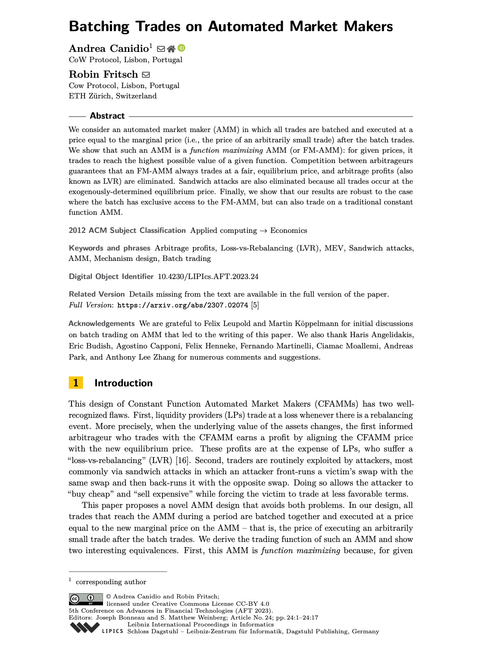 Batching Trades on Automated Market Makers
Andrea Canidio¹
CoW Protocol, Lisbon, Portugal
Robin Fritsch
Cow Protocol, Lisbon, Portugal
ETH Zürich, Switzerland
Abstract
We consider an automated market maker (AMM) in which all trades are batched and executed at a
price equal to the marginal price (i.e., the price of an arbitrarily small trade) after the batch trades.
We show that such an AMM is a function maximizing AMM (or FM-AMM): for given prices, it
trades to reach the highest possible value of a given function. Competition between arbitrageurs
guarantees that an FM-AMM always trades at a fair, equilibrium price, and arbitrage profits (also
known as LVR) are eliminated. Sandwich attacks are also eliminated because all trades occur at the
exogenously-determined equilibrium price. Finally, we show that our results are robust to the case
where the batch has exclusive access to the FM-AMM, but can also trade on a traditional constant
function AMM.
2012 ACM Subject Classification Applied computing → Economics
Keywords and phrases Arbitrage profits, Loss-vs-Rebalancing (LVR), MEV, Sandwich attacks,
AMM, Mechanism design, Batch trading
Digital Object Identifier 10.4230/LIPIcs.AFT.2023.24
Related Version Details missing from the text are available in the full version of the paper.
Full Version: https://arxiv.org/abs/2307.02074 [5]
Acknowledgements We are grateful to Felix Leupold and Martin Köppelmann for initial discussions
on batch trading on AMM that led to the writing of this paper. We also thank Haris Angelidakis,
Eric Budish, Agostino Capponi, Felix Henneke, Fernando Martinelli, Ciamac Moallemi, Andreas
Park, and Anthony Lee Zhang for numerous comments and suggestions.
1 Introduction
This design of Constant Function Automated Market Makers (CFAMMs) has two well-
recognized flaws. First, liquidity providers (LPs) trade at a loss whenever there is a rebalancing
event. More precisely, when the underlying value of the assets changes, the first informed
arbitrageur who trades with the CFAMM earns a profit by aligning the CFAMM price
with the new equilibrium price. These profits are at the expense of LPs, who suffer a
"loss-vs-rebalancing" (LVR) [16]. Second, traders are routinely exploited by attackers, most
commonly via sandwich attacks in which an attacker front-runs a victim's swap with the
same swap and then back-runs it with the opposite swap. Doing so allows the attacker to
"buy cheap" and "sell expensive" while forcing the victim to trade at less favorable terms.
This paper proposes a novel AMM design that avoids both problems. In our design, all
trades that reach the AMM during a period are batched together and executed at a price
equal to the new marginal price on the AMM – that is, the price of executing an arbitrarily
small trade after the batch trades. We derive the trading function of such an AMM and show
two interesting equivalences. First, this AMM is function maximizing because, for given
¹ corresponding author
© Andrea Canidio and Robin Fritsch;
licensed under Creative Commons License CC-BY 4.0
5th Conference on Advances in Financial Technologies (AFT 2023).
Editors: Joseph Bonneau and S. Matthew Weinberg; Article No. 24; pp. 24:1–24:17
Leibniz International Proceedings in Informatics
LIPICS Schloss Dagstuhl – Leibniz-Zentrum für Informatik, Dagstuhl Publishing, Germany